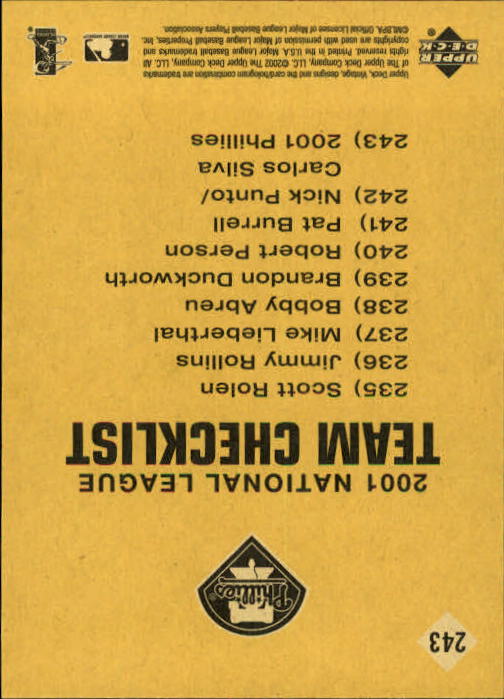 243
Phillies
2001 NATIONAL LEAGUE
TEAM CHECKLIST
235) Scott Rolen
236) Jimmy Rollins
237) Mike Lieberthal
238) Bobby Abreu
239) Brandon Duckworth
240) Robert Person
241) Pat Burrell
242) Nick Punto/
Carlos Silva
243) 2001 Phillies
UPPER
DECK
Upper Deck, Vintage, designs and the card/hologram combination are trademarks
of The Upper Deck Company, LLC. ©2002 The Upper Deck Company, LLC. All
rights reserved. Printed in the U.S.A. Major League Baseball trademarks and
copyrights are used with permission of Major League Baseball Properties, Inc.
©MLBPA Official Licensee of Major League Baseball Players Association.